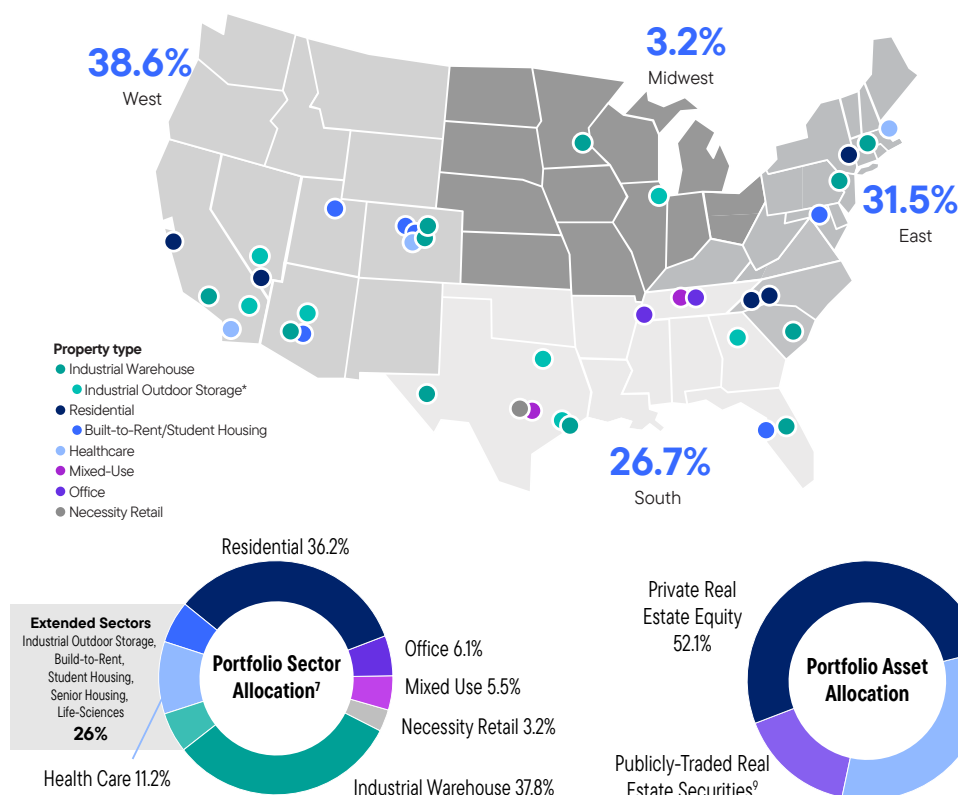 38.6%
West
3.2%
Midwest
31.5%
East
26.7%
South
Property type
Industrial Warehouse
Industrial Outdoor Storage*
Residential
Built-to-Rent/Student Housing
Healthcare
Mixed-Use
Office
Necessity Retail
Residential 36.2%
Extended Sectors
Industrial Outdoor Storage,
Build-to-Rent,
Student Housing,
Senior Housing,
Life-Sciences
26%
Portfolio Sector
Allocation⁷
Office 6.1%
Mixed Use 5.5%
Necessity Retail 3.2%
Health Care 11.2%
Industrial Warehouse 37.8%
Private Real
Estate Equity
52.1%
Portfolio Asset
Allocation
Publicly-Traded Real
Estate Securities⁹